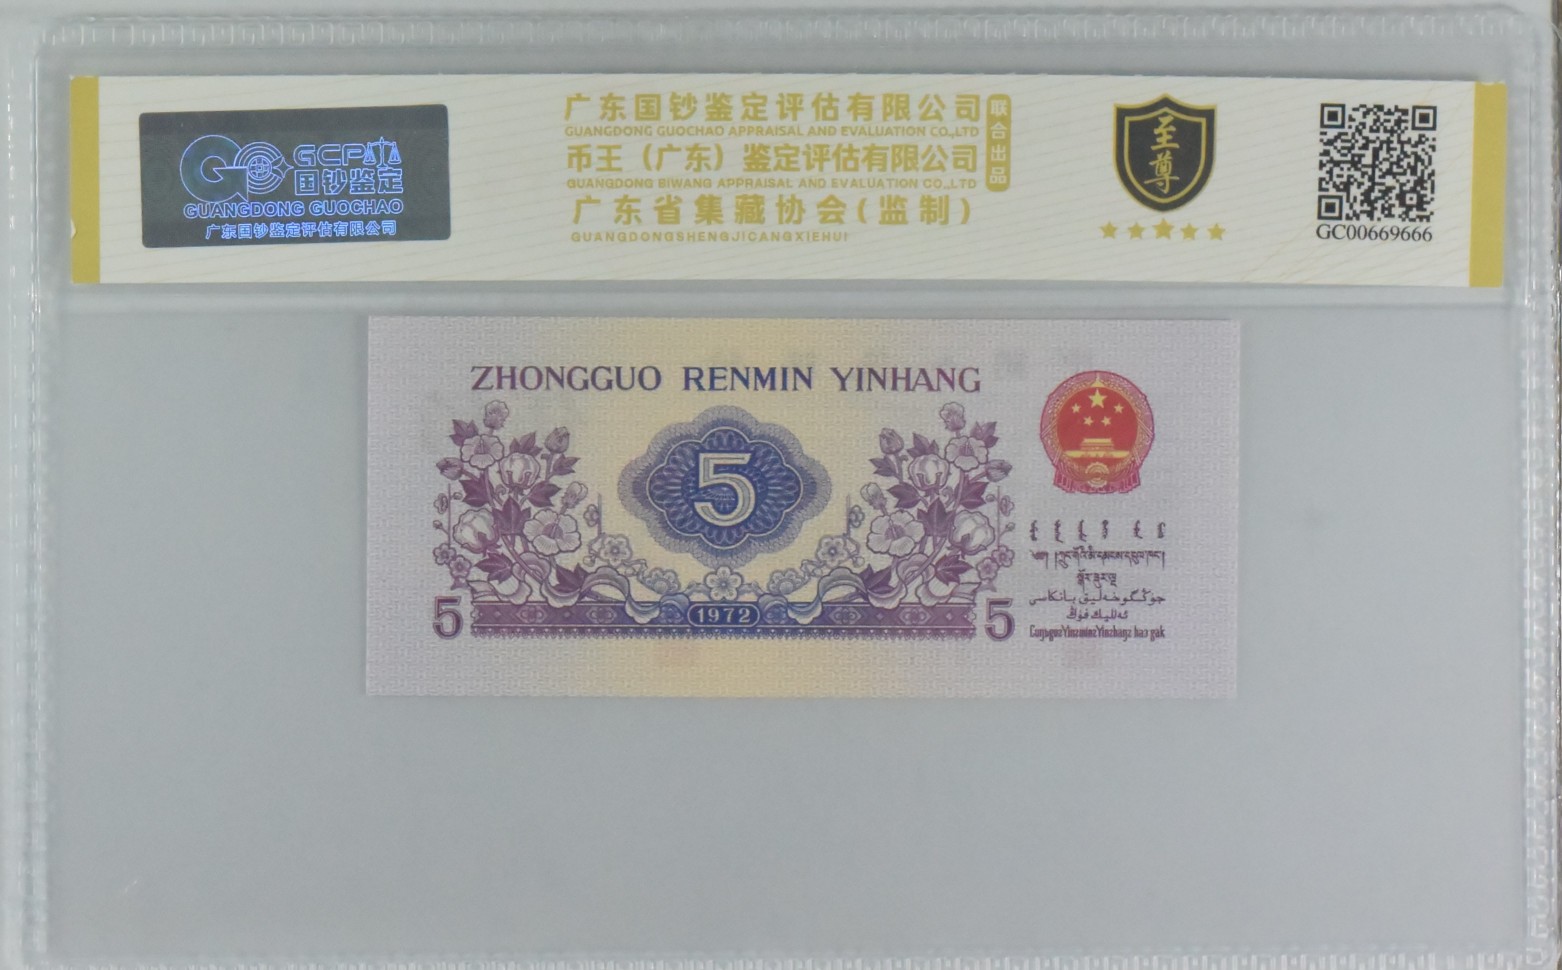 GCP
国钞鉴定
GUANGDONG GUOCHAO
广东国钞鉴定评估有限公司
广东国钞鉴定评估有限公司
GUANGDONG GUOCHAO APPRAISAL AND EVALUATION CO.,LTD
币王（广东）鉴定评估有限公司
GUANGDONG BIWANG APPRAISAL AND EVALUATION CO.,LTD
联合出品
广东省集藏协会(监制)
GUANGDONGSHENGJICANGXIEHUI
至尊
GC00669666
ZHONGGUO RENMIN YINHANG
5
5
1972
5
جۇڭگوخەلىق بانكاسى